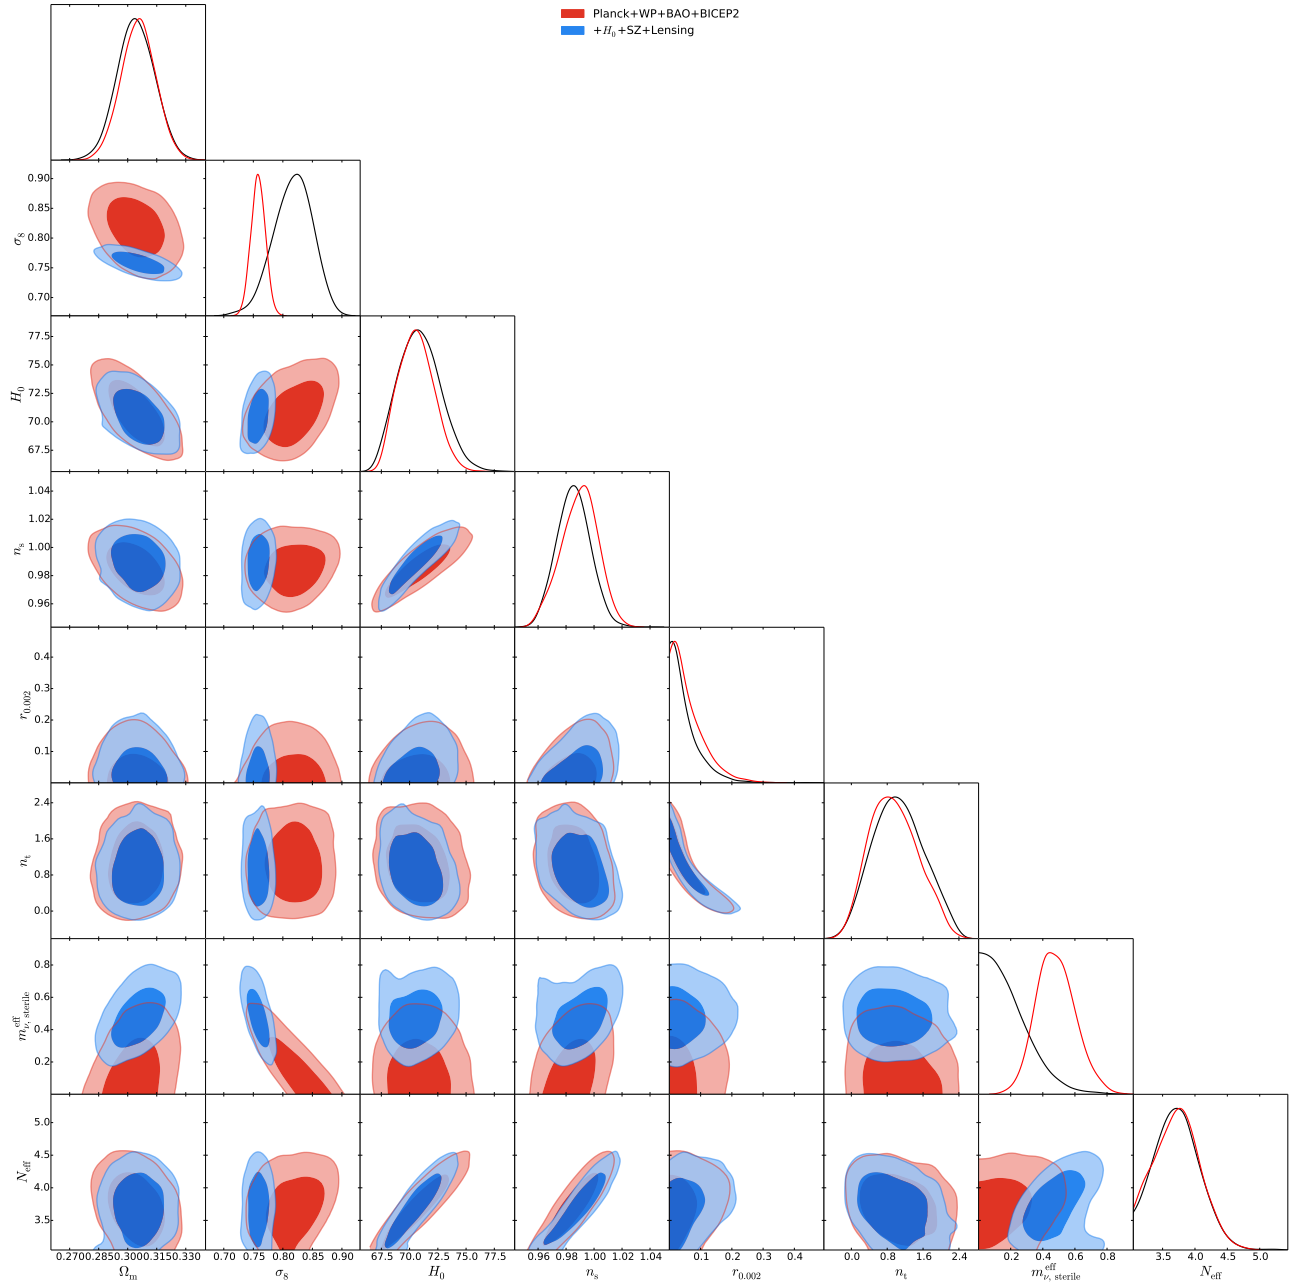 Planck+WP+BAO+BICEP2
+H₀+SZ+Lensing
0.90
0.85
0.80
0.75
0.70
σ₈
77.5
75.0
72.5
70.0
67.5
H₀
1.04
1.02
1.00
0.98
0.96
nₛ
0.4
0.3
0.2
0.1
r₀.₀₀₂
2.4
1.6
0.8
0.0
nₜ
0.8
0.6
0.4
0.2
m^eff_ν, sterile
5.0
4.5
4.0
3.5
N_eff
0.270 0.285 0.300 0.315 0.330 0.70 0.75 0.80 0.85 0.90 67.5 70.0 72.5 75.0 77.5 0.96 0.98 1.00 1.02 1.04 0.1 0.2 0.3 0.4 0.0 0.8 1.6 2.4 0.2 0.4 0.6 0.8 3.5 4.0 4.5 5.0
Ω_m σ₈ H₀ nₛ r₀.₀₀₂ nₜ m^eff_ν, sterile N_eff